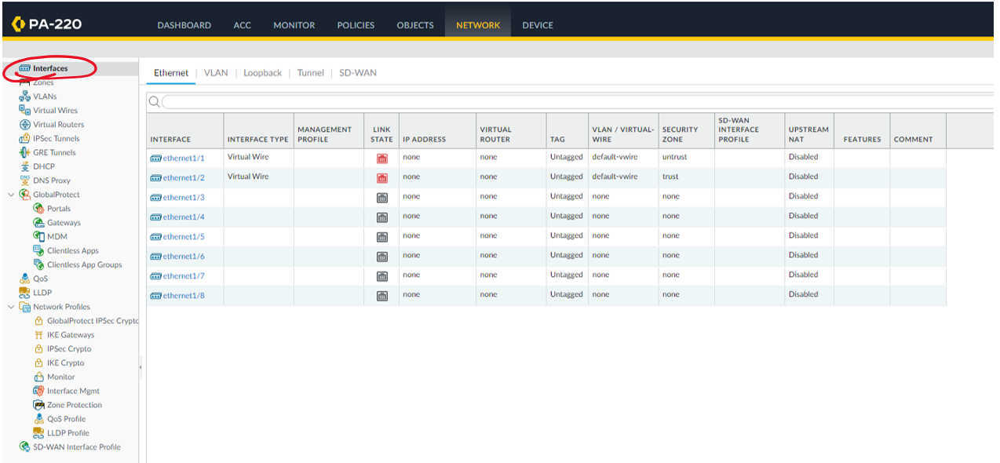 PA-220
DASHBOARD ACC MONITOR POLICIES OBJECTS NETWORK DEVICE
Interfaces
Zones
VLANs
Virtual Wires
Virtual Routers
IPSec Tunnels
GRE Tunnels
DHCP
DNS Proxy
GlobalProtect
Portals
Gateways
MDM
Clientless Apps
Clientless App Groups
QoS
LLDP
Network Profiles
GlobalProtect IPSec Crypto
IKE Gateways
IPSec Crypto
IKE Crypto
Monitor
Interface Mgmt
Zone Protection
QoS Profile
LLDP Profile
SD-WAN Interface Profile
Ethernet | VLAN | Loopback | Tunnel | SD-WAN
INTERFACE INTERFACE TYPE MANAGEMENT PROFILE LINK STATE IP ADDRESS VIRTUAL ROUTER TAG VLAN / VIRTUAL-WIRE SECURITY ZONE SD-WAN INTERFACE PROFILE UPSTREAM NAT FEATURES COMMENT
ethernet1/1 Virtual Wire none none Untagged default-vwire untrust Disabled
ethernet1/2 Virtual Wire none none Untagged default-vwire trust Disabled
ethernet1/3 none none Untagged none none Disabled
ethernet1/4 none none Untagged none none Disabled
ethernet1/5 none none Untagged none none Disabled
ethernet1/6 none none Untagged none none Disabled
ethernet1/7 none none Untagged none none Disabled
ethernet1/8 none none Untagged none none Disabled